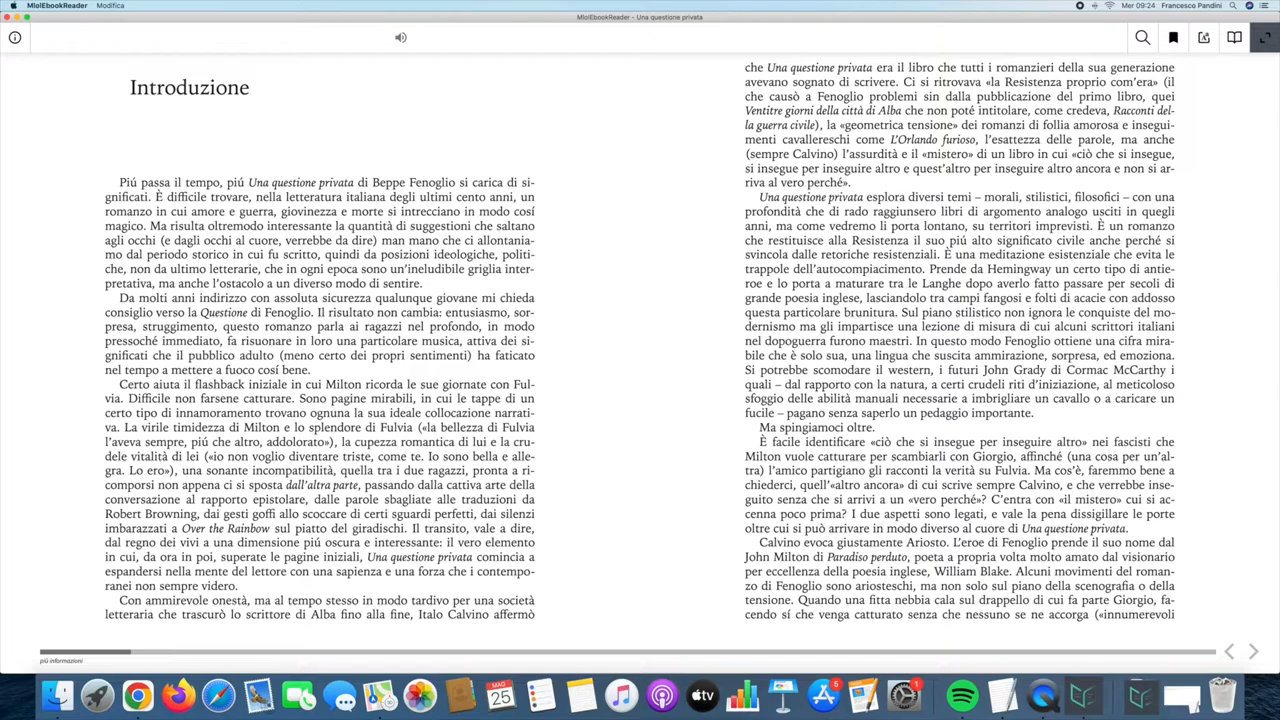 MlolEbookReader Modifica
Mer 09:24 Francesco Pandini
MlolEbookReader - Una questione privata
Introduzione
Piú passa il tempo, piú Una questione privata di Beppe Fenoglio si carica di si-
gnificati. È difficile trovare, nella letteratura italiana degli ultimi cento anni, un
romanzo in cui amore e guerra, giovinezza e morte si intrecciano in modo cosí
magico. Ma risulta oltremodo interessante la quantità di suggestioni che saltano
agli occhi (e dagli occhi al cuore, verrebbe da dire) man mano che ci allontania-
mo dal periodo storico in cui fu scritto, quindi da posizioni ideologiche, politi-
che, non da ultimo letterarie, che in ogni epoca sono un'ineludibile griglia inter-
pretativa, ma anche l'ostacolo a un diverso modo di sentire.
Da molti anni indirizzo con assoluta sicurezza qualunque giovane mi chieda
consiglio verso la Questione di Fenoglio. Il risultato non cambia: entusiasmo, sor-
presa, struggimento, questo romanzo parla ai ragazzi nel profondo, in modo
pressoché immediato, fa risuonare in loro una particolare musica, attiva dei si-
gnificati che il pubblico adulto (meno certo dei propri sentimenti) ha faticato
nel tempo a mettere a fuoco cosí bene.
Certo aiuta il flashback iniziale in cui Milton ricorda le sue giornate con Ful-
via. Difficile non farsene catturare. Sono pagine mirabili, in cui le tappe di un
certo tipo di innamoramento trovano ognuna la sua ideale collocazione narrati-
va. La virile timidezza di Milton e lo splendore di Fulvia («la bellezza di Fulvia
l'aveva sempre, piú che altro, addolorato»), la cupezza romantica di lui e la cru-
dele vitalità di lei («io non voglio diventare triste, come te. Io sono bella e alle-
gra. Lo ero»), una sonante incompatibilità, quella tra i due ragazzi, pronta a ri-
comporsi non appena ci si sposta dall'altra parte, passando dalla cattiva arte della
conversazione al rapporto epistolare, dalle parole sbagliate alle traduzioni da
Robert Browning, dai gesti goffi allo scoccare di certi sguardi perfetti, dai silenzi
imbarazzati a Over the Rainbow sul piatto del giradischi. Il transito, vale a dire,
dal regno dei vivi a una dimensione piú oscura e interessante: il vero elemento
in cui, da ora in poi, superate le pagine iniziali, Una questione privata comincia a
espandersi nella mente del lettore con una sapienza e una forza che i contempo-
ranei non sempre videro.
Con ammirevole onestà, ma al tempo stesso in modo tardivo per una società
letteraria che trascurò lo scrittore di Alba fino alla fine, Italo Calvino affermò
che Una questione privata era il libro che tutti i romanzieri della sua generazione
avevano sognato di scrivere. Ci si ritrovava «la Resistenza proprio com'era» (il
che causò a Fenoglio problemi sin dalla pubblicazione del primo libro, quei
Ventitre giorni della città di Alba che non poté intitolare, come credeva, Racconti del-
la guerra civile), la «geometrica tensione» dei romanzi di follia amorosa e insegui-
menti cavallereschi come L'Orlando furioso, l'esattezza delle parole, ma anche
(sempre Calvino) l'assurdità e il «mistero» di un libro in cui «ciò che si insegue,
si insegue per inseguire altro e quest'altro per inseguire altro ancora e non si ar-
riva al vero perché».
Una questione privata esplora diversi temi – morali, stilistici, filosofici – con una
profondità che di rado raggiunsero libri di argomento analogo usciti in quegli
anni, ma come vedremo li porta lontano, su territori imprevisti. È un romanzo
che restituisce alla Resistenza il suo piú alto significato civile anche perché si
svincola dalle retoriche resistenziali. È una meditazione esistenziale che evita le
trappole dell'autocompiacimento. Prende da Hemingway un certo tipo di antie-
roe e lo porta a maturare tra le Langhe dopo averlo fatto passare per secoli di
grande poesia inglese, lasciandolo tra campi fangosi e folti di acacie con addosso
questa particolare brunitura. Sul piano stilistico non ignora le conquiste del mo-
dernismo ma gli impartisce una lezione di misura di cui alcuni scrittori italiani
nel dopoguerra furono maestri. In questo modo Fenoglio ottiene una cifra mira-
bile che è solo sua, una lingua che suscita ammirazione, sorpresa, ed emoziona.
Si potrebbe scomodare il western, i futuri John Grady di Cormac McCarthy i
quali – dal rapporto con la natura, a certi crudeli riti d'iniziazione, al meticoloso
sfoggio delle abilità manuali necessarie a imbrigliare un cavallo o a caricare un
fucile – pagano senza saperlo un pedaggio importante.
Ma spingiamoci oltre.
È facile identificare «ciò che si insegue per inseguire altro» nei fascisti che
Milton vuole catturare per scambiarli con Giorgio, affinché (una cosa per un'al-
tra) l'amico partigiano gli racconti la verità su Fulvia. Ma cos'è, faremmo bene a
chiederci, quell'«altro ancora» di cui scrive sempre Calvino, e che verrebbe inse-
guito senza che si arrivi a un «vero perché»? C'entra con «il mistero» cui si ac-
cenna poco prima? I due aspetti sono legati, e vale la pena dissigillare le porte
oltre cui si può arrivare in modo diverso al cuore di Una questione privata.
Calvino evoca giustamente Ariosto. L'eroe di Fenoglio prende il suo nome dal
John Milton di Paradiso perduto, poeta a propria volta molto amato dal visionario
per eccellenza della poesia inglese, William Blake. Alcuni movimenti del roman-
zo di Fenoglio sono ariosteschi, ma non solo sul piano della scenografia o della
tensione. Quando una fitta nebbia cala sul drappello di cui fa parte Giorgio, fa-
cendo sí che venga catturato senza che nessuno se ne accorga («innumerevoli
piú informazioni
MAG
25
tv
5
1